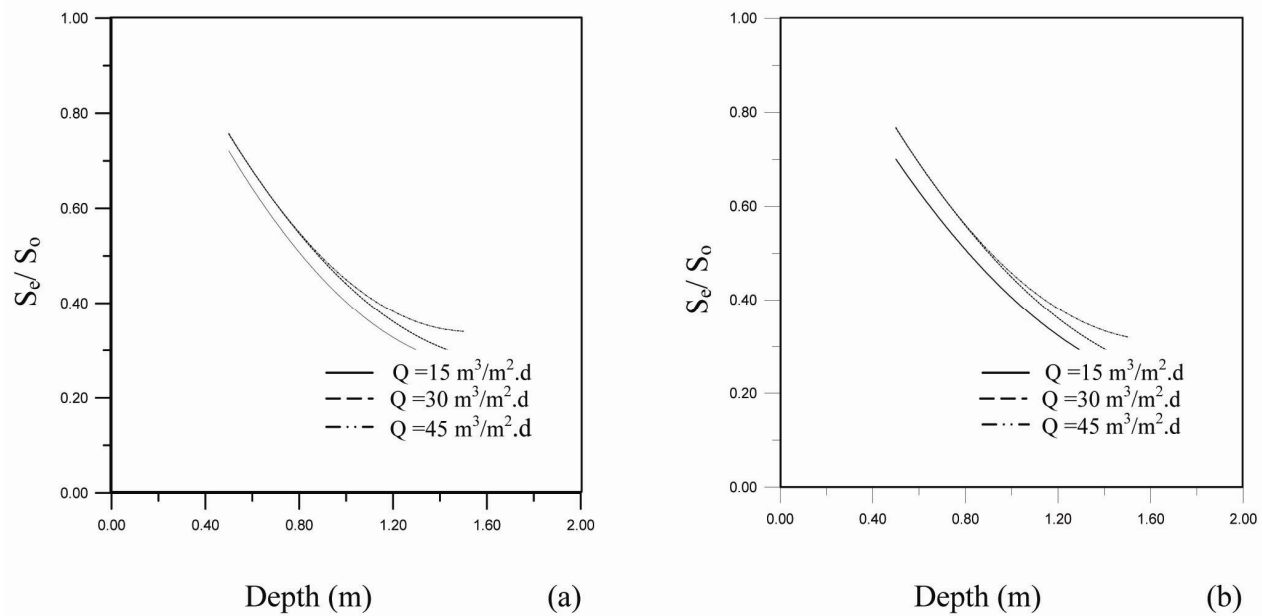 1.00
0.80
0.60
0.40
0.20
0.00
Sₑ/ Sₒ
Q =15 m³/m².d
Q =30 m³/m².d
Q =45 m³/m².d
0.00 0.40 0.80 1.20 1.60 2.00
Depth (m) (a)
1.00
0.80
0.60
0.40
0.20
0.00
Sₑ/ Sₒ
Q =15 m³/m².d
Q =30 m³/m².d
Q =45 m³/m².d
0.00 0.40 0.80 1.20 1.60 2.00
Depth (m) (b)